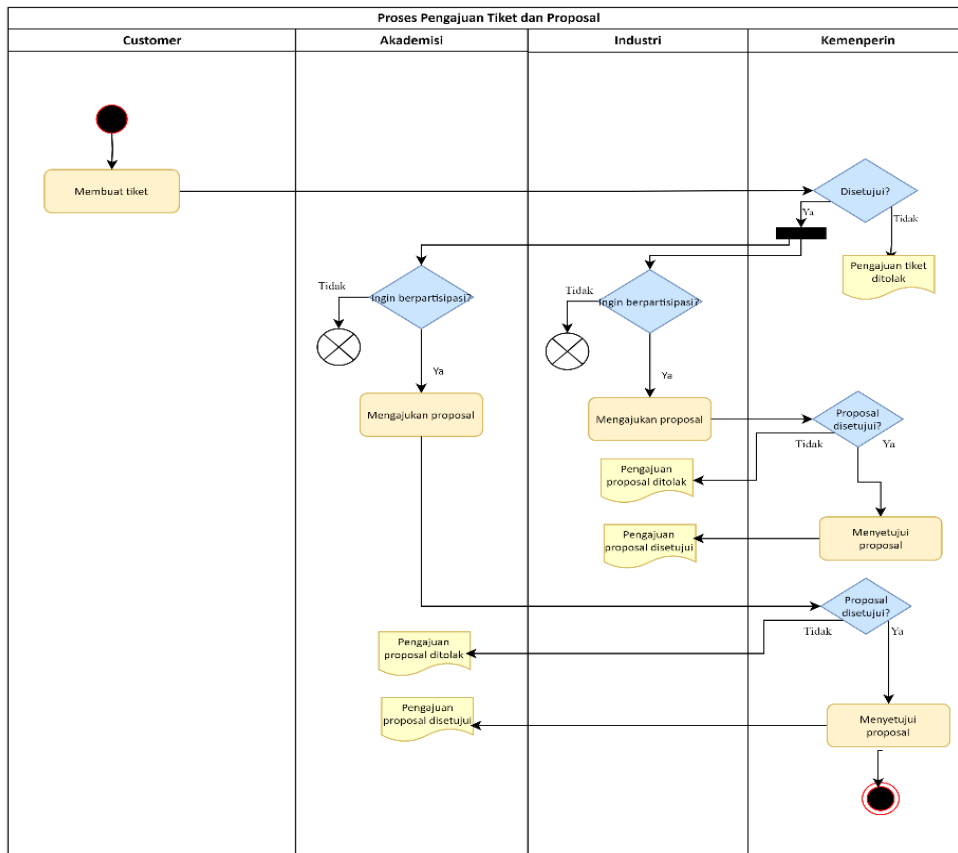 Proses Pengajuan Tiket dan Proposal
Customer
Akademisi
Industri
Kemenperin
Membuat tiket
Disetujui?
Ya
Tidak
Pengajuan tiket
ditolak
Tidak
Ingin berpartisipasi?
Ya
Tidak
Ingin berpartisipasi?
Ya
Mengajukan proposal
Mengajukan proposal
Proposal
disetujui?
Tidak
Ya
Pengajuan
proposal ditolak
Pengajuan
proposal disetujui
Menyetujui
proposal
Proposal
disetujui?
Tidak
Ya
Pengajuan
proposal ditolak
Pengajuan
proposal disetujui
Menyetujui
proposal